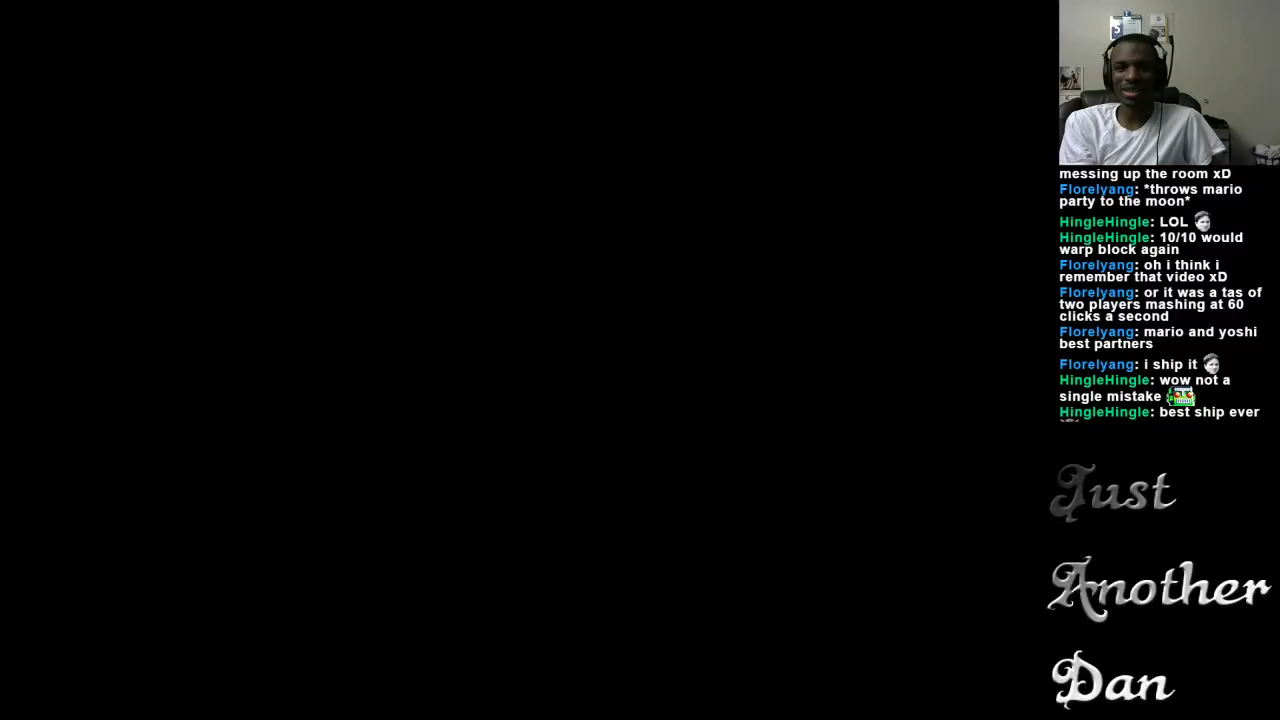 messing up the room xD
Florelyang: *throws mario
party to the moon*
HingleHingle: LOL
HingleHingle: 10/10 would
warp block again
Florelyang: oh i think i
remember that video xD
Florelyang: or it was a tas of
two players mashing at 60
clicks a second
Florelyang: mario and yoshi
best partners
Florelyang: i ship it
HingleHingle: wow not a
single mistake
HingleHingle: best ship ever
Just
Another
Dan